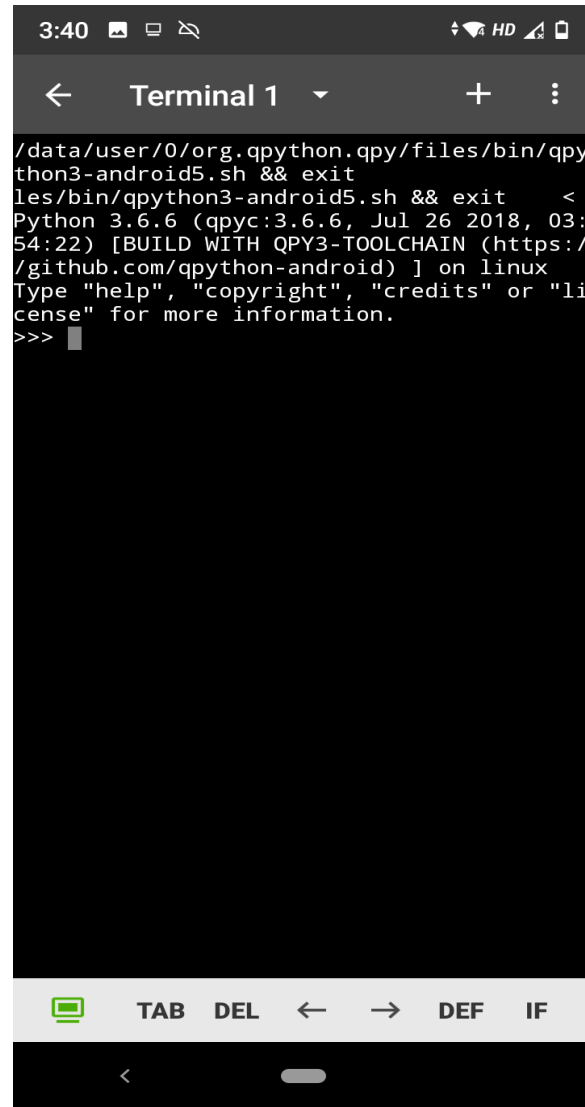 3:40 4 HD
Terminal 1
/data/user/0/org.qpython.qpy/files/bin/qpy
thon3-android5.sh && exit
les/bin/qpython3-android5.sh && exit    <
Python 3.6.6 (qpyc:3.6.6, Jul 26 2018, 03:
54:22) [BUILD WITH QPY3-TOOLCHAIN (https:/
/github.com/qpython-android) ] on linux
Type "help", "copyright", "credits" or "li
cense" for more information.
>>>
TAB DEL ← → DEF IF